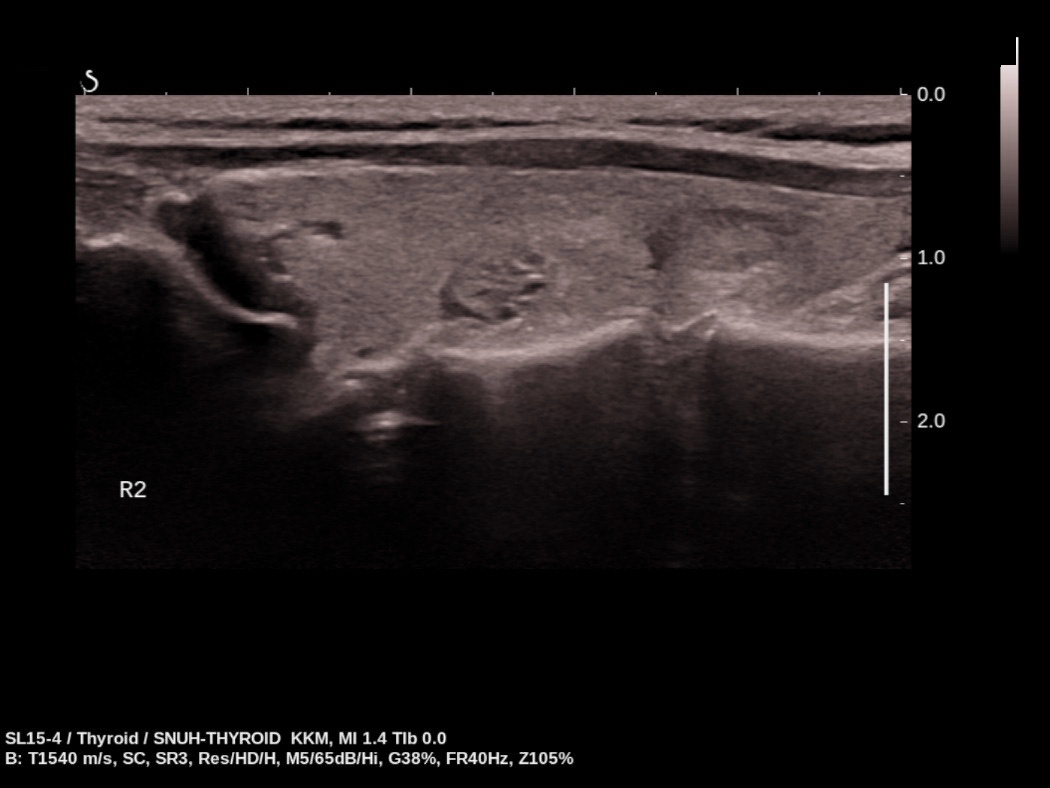 S
0.0
1.0
2.0
R2
SL15-4 / Thyroid / SNUH-THYROID  KKM, MI 1.4 TIb 0.0
B: T1540 m/s, SC, SR3, Res/HD/H, M5/65dB/Hi, G38%, FR40Hz, Z105%